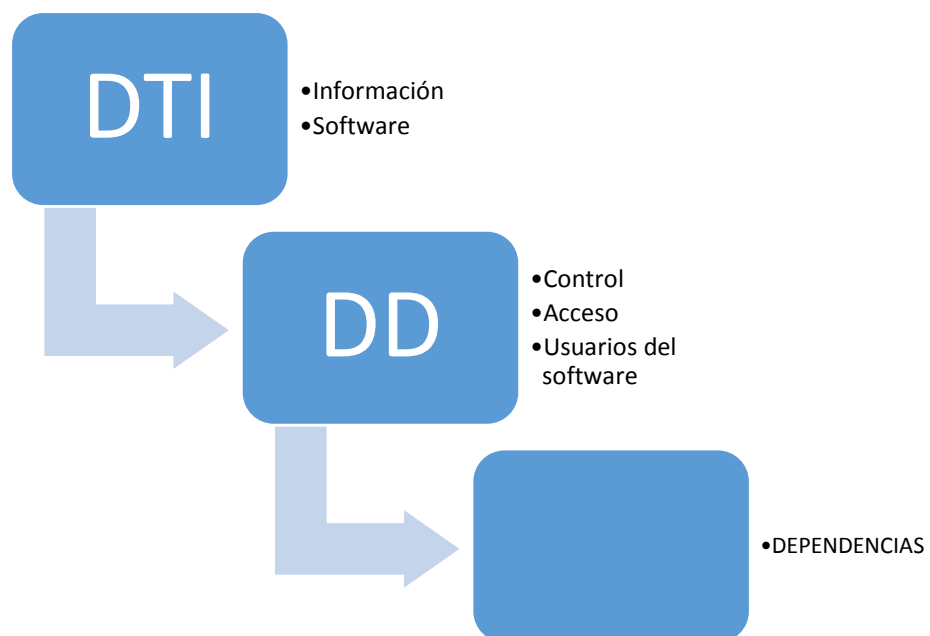 DTI
•Información
•Software
DD
•Control
•Acceso
•Usuarios del
software
•DEPENDENCIAS